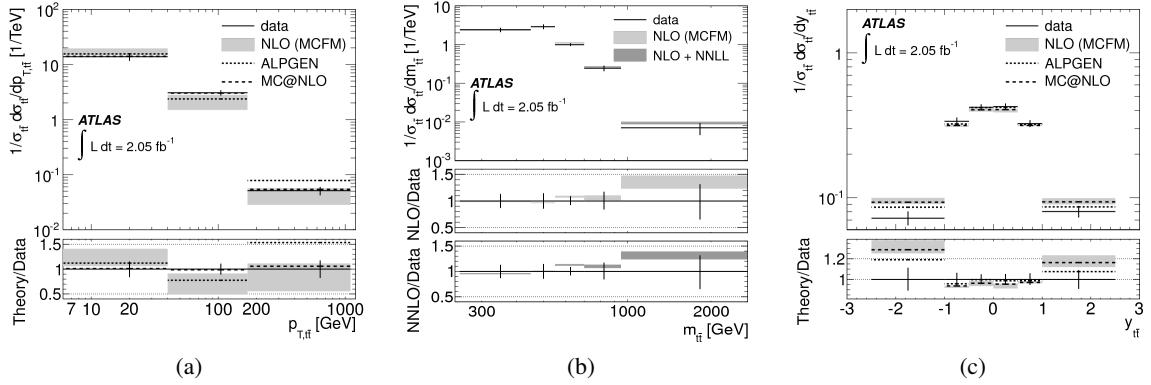 1/σ_tt̄ dσ_tt̄/dp_T,tt̄ [1/TeV]
10²
10
1
10⁻¹
10⁻²
data
NLO (MCFM)
ALPGEN
MC@NLO
ATLAS
∫ L dt = 2.05 fb⁻¹
Theory/Data
1.5
1
0.5
6 7 10 20 100 200 1000
p_T,tt̄ [GeV]
(a)
1/σ_tt̄ dσ_tt̄/dm_tt̄ [1/TeV]
10
1
10⁻¹
10⁻²
10⁻³
data
NLO (MCFM)
NLO + NNLL
ATLAS
∫ L dt = 2.05 fb⁻¹
NLO/Data
1.5
1
0.5
NNLO/Data
1.5
1
0.5
300 1000 2000
m_tt̄ [GeV]
(b)
1/σ_tt̄ dσ_tt̄/dy_tt̄
1
10⁻¹
ATLAS
∫ L dt = 2.05 fb⁻¹
data
NLO (MCFM)
ALPGEN
MC@NLO
Theory/Data
1.2
1
-3 -2 -1 0 1 2 3
y_tt̄
(c)